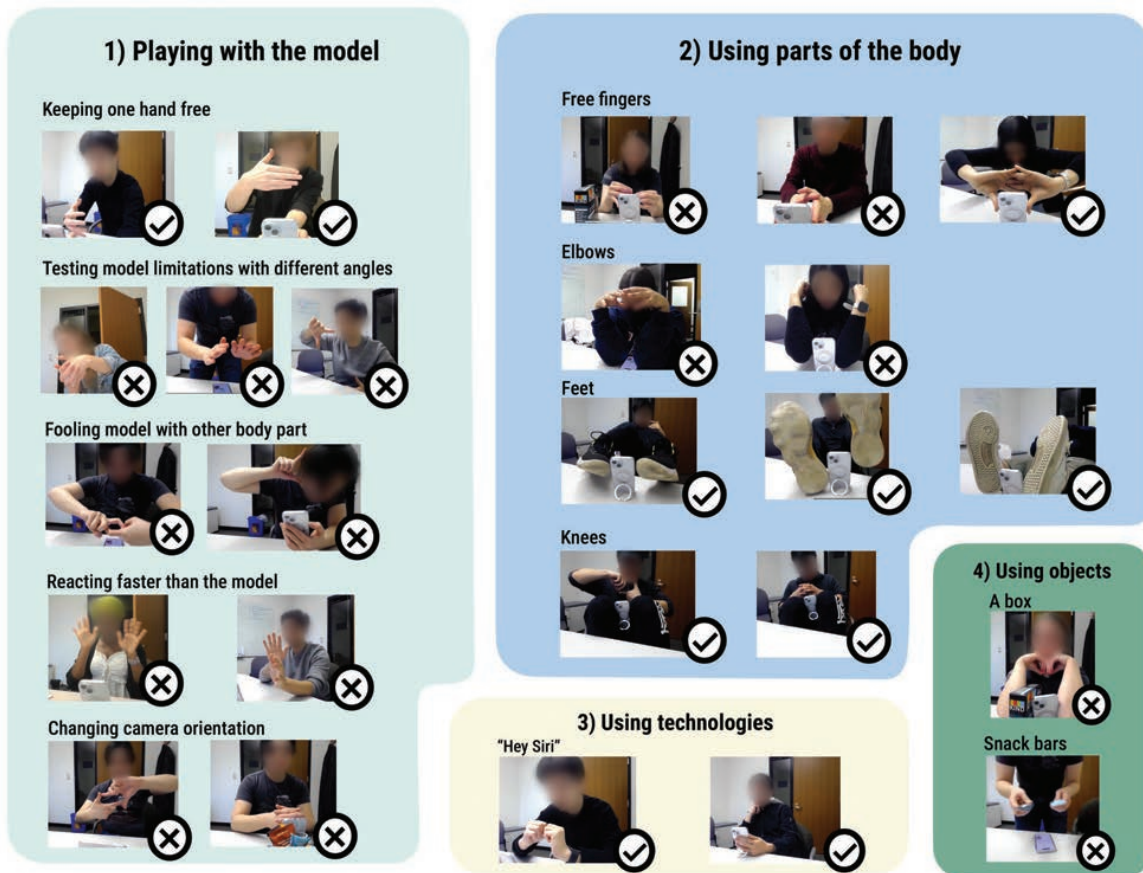 1) Playing with the model
Keeping one hand free
Testing model limitations with different angles
Fooling model with other body part
Reacting faster than the model
Changing camera orientation
2) Using parts of the body
Free fingers
Elbows
Feet
Knees
3) Using technologies
“Hey Siri”
4) Using objects
A box
Snack bars